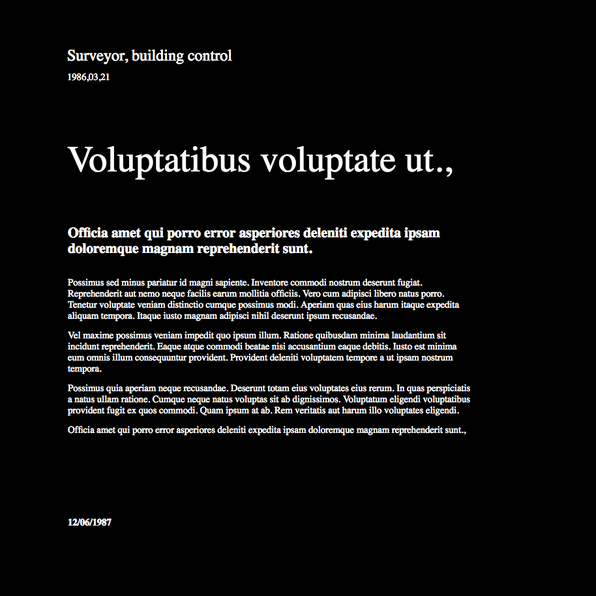 Surveyor, building control
1986,03,21
Voluptatibus voluptate ut.,
Officia amet qui porro error asperiores deleniti expedita ipsam
doloremque magnam reprehenderit sunt.
Possimus sed minus pariatur id magni sapiente. Inventore commodi nostrum deserunt fugiat.
Reprehenderit aut nemo neque facilis earum mollitia officiis. Vero cum adipisci libero natus porro.
Tenetur voluptate veniam distinctio cumque possimus modi. Aperiam quas eius harum itaque expedita
aliquam tempora. Itaque iusto magnam adipisci nihil deserunt ipsum recusandae.
Vel maxime possimus veniam impedit quo ipsum illum. Ratione quibusdam minima laudantium sit
incidunt reprehenderit. Eaque atque commodi beatae nisi accusantium eaque debitis. Iusto est minima
eum omnis illum consequuntur provident. Provident deleniti voluptatem tempore a ut ipsam nostrum
tempora.
Possimus quia aperiam neque recusandae. Deserunt totam eius voluptates eius rerum. In quas perspiciatis
a natus ullam ratione. Cumque neque natus voluptas sit ab dignissimos. Voluptatum eligendi voluptatibus
provident fugit ex quos commodi. Quam ipsum at ab. Rem veritatis aut harum illo voluptates eligendi.
Officia amet qui porro error asperiores deleniti expedita ipsam doloremque magnam reprehenderit sunt.,
12/06/1987